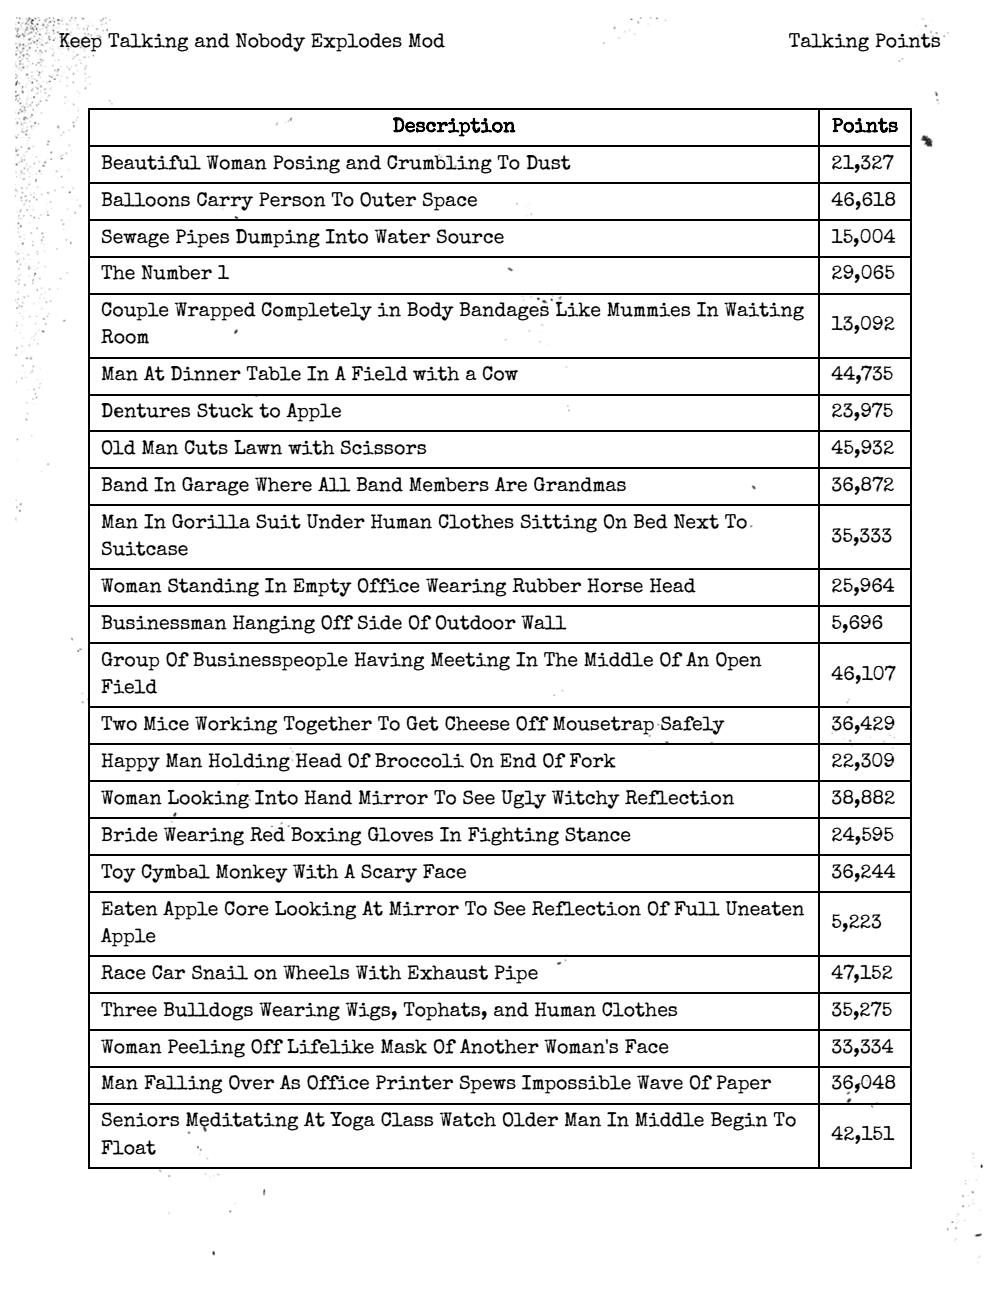 Keep Talking and Nobody Explodes Mod Talking Points
Description Points
Beautiful Woman Posing and Crumbling To Dust 21,327
Balloons Carry Person To Outer Space 46,618
Sewage Pipes Dumping Into Water Source 15,004
The Number 1 29,065
Couple Wrapped Completely in Body Bandages Like Mummies In Waiting
Room 13,092
Man At Dinner Table In A Field with a Cow 44,735
Dentures Stuck to Apple 23,975
Old Man Cuts Lawn with Scissors 45,932
Band In Garage Where All Band Members Are Grandmas 36,872
Man In Gorilla Suit Under Human Clothes Sitting On Bed Next To
Suitcase 35,333
Woman Standing In Empty Office Wearing Rubber Horse Head 25,964
Businessman Hanging Off Side Of Outdoor Wall 5,696
Group Of Businesspeople Having Meeting In The Middle Of An Open
Field 46,107
Two Mice Working Together To Get Cheese Off Mousetrap Safely 36,429
Happy Man Holding Head Of Broccoli On End Of Fork 22,309
Woman Looking Into Hand Mirror To See Ugly Witchy Reflection 38,882
Bride Wearing Red Boxing Gloves In Fighting Stance 24,595
Toy Cymbal Monkey With A Scary Face 36,244
Eaten Apple Core Looking At Mirror To See Reflection Of Full Uneaten
Apple 5,223
Race Car Snail on Wheels With Exhaust Pipe 47,152
Three Bulldogs Wearing Wigs, Tophats, and Human Clothes 35,275
Woman Peeling Off Lifelike Mask Of Another Woman's Face 33,334
Man Falling Over As Office Printer Spews Impossible Wave Of Paper 36,048
Seniors Meditating At Yoga Class Watch Older Man In Middle Begin To
Float 42,151